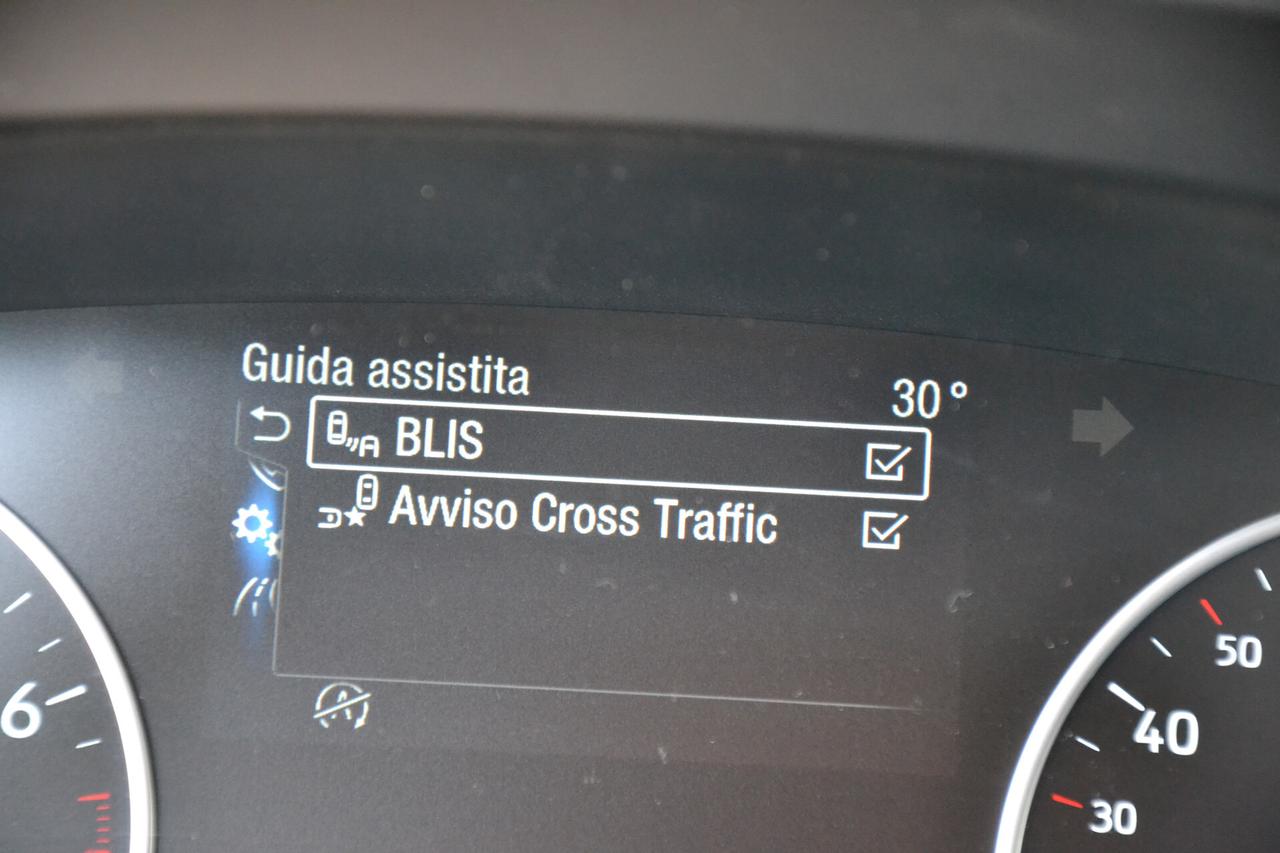 Guida assistita 30°
BLIS
Avviso Cross Traffic
6
50
40
30